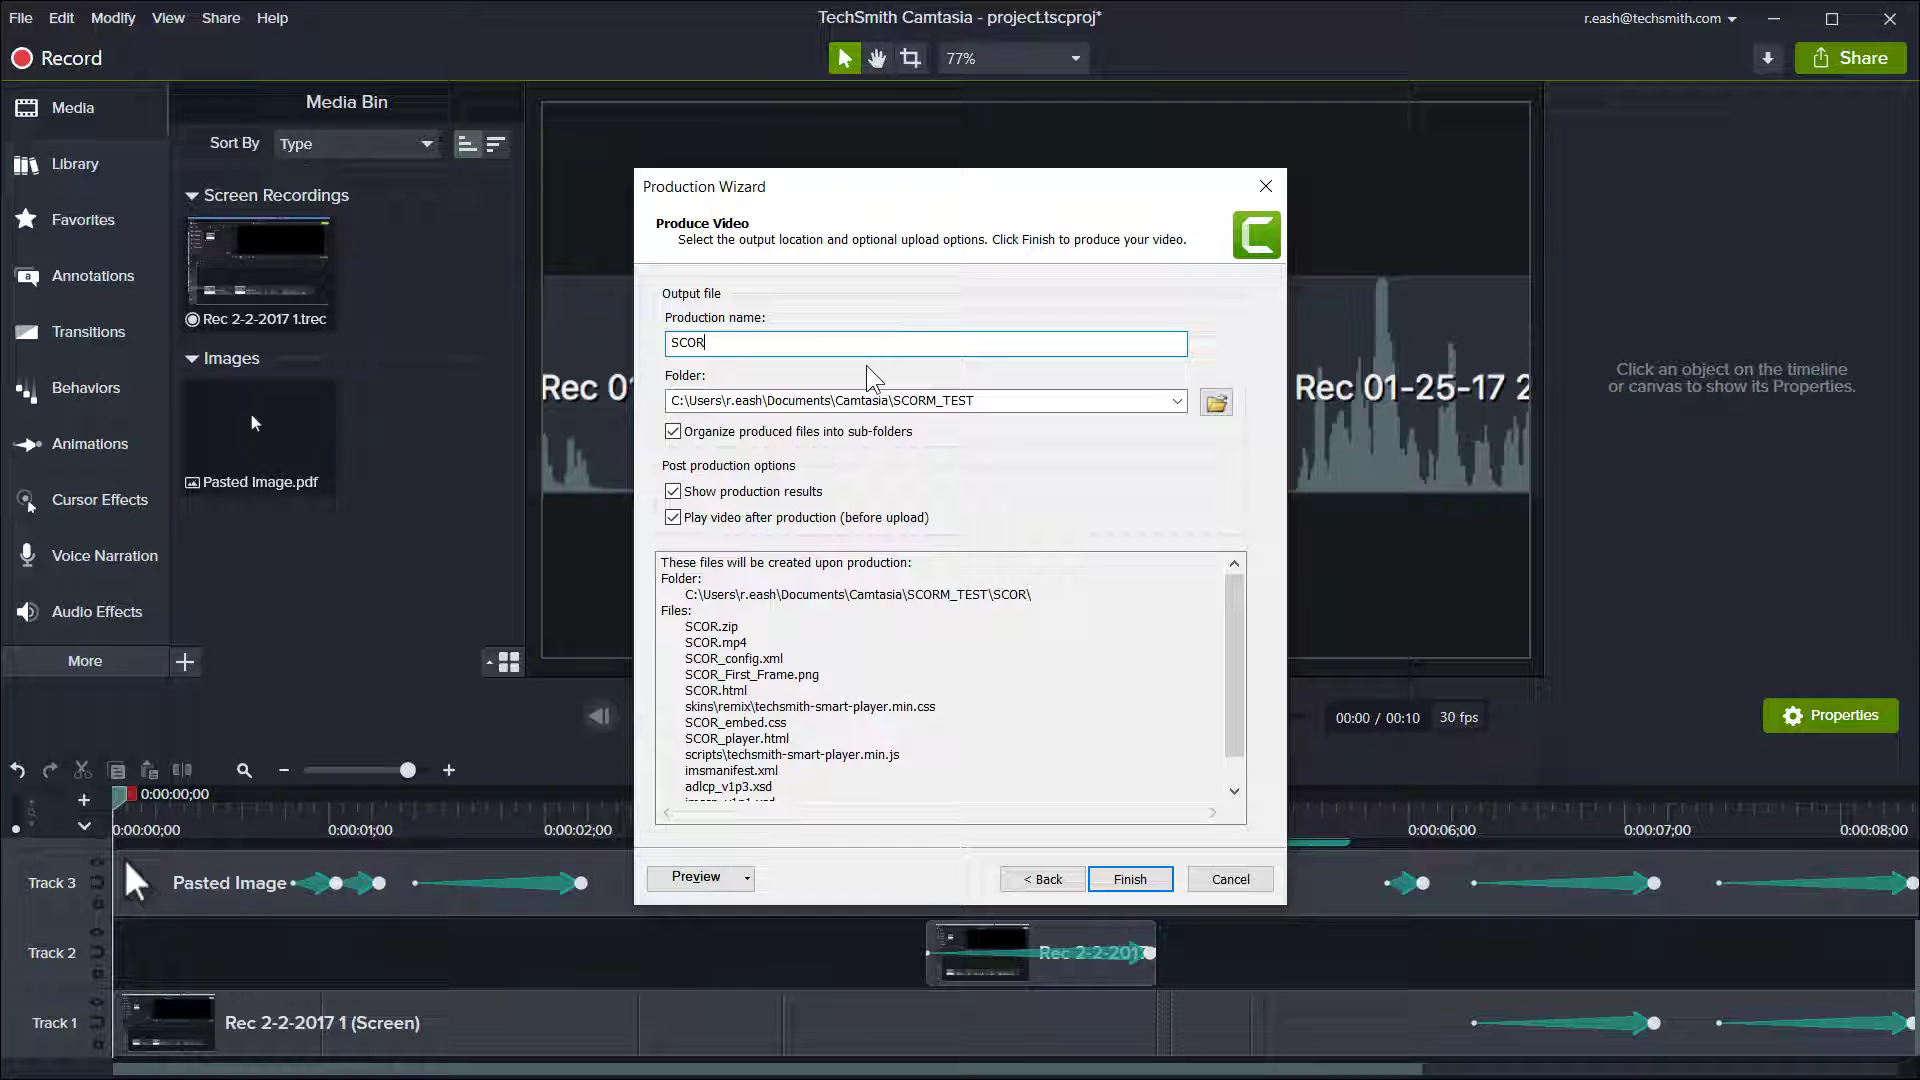 File Edit Modify View Share Help
TechSmith Camtasia - project.tscproj*
r.eash@techsmith.com
Record
77%
Share
Media
Library
Favorites
Annotations
Transitions
Behaviors
Animations
Cursor Effects
Voice Narration
Audio Effects
More
Media Bin
Sort By Type
Screen Recordings
Rec 2-2-2017 1.trec
Images
Pasted Image.pdf
Rec 0
Rec 01-25-17 2
Production Wizard
Produce Video
Select the output location and optional upload options. Click Finish to produce your video.
Output file
Production name:
SCOR
Folder:
C:\Users\r.eash\Documents\Camtasia\SCORM_TEST
Organize produced files into sub-folders
Post production options
Show production results
Play video after production (before upload)
These files will be created upon production:
Folder:
C:\Users\r.eash\Documents\Camtasia\SCORM_TEST\SCOR\
Files:
SCOR.zip
SCOR.mp4
SCOR_config.xml
SCOR_First_Frame.png
SCOR.html
skins\remix\techsmith-smart-player.min.css
SCOR_embed.css
SCOR_player.html
scripts\techsmith-smart-player.min.js
imsmanifest.xml
adlcp_v1p3.xsd
Preview
< Back
Finish
Cancel
Click an object on the timeline
or canvas to show its Properties.
00:00 / 00:10 30 fps
Properties
0:00:00;00
0:00:00;00 0:00:01;00 0:00:02;00 0:00:06;00 0:00:07;00 0:00:08;00
Track 3
Pasted Image
Track 2
Rec 2-2-201
Track 1
Rec 2-2-2017 1 (Screen)